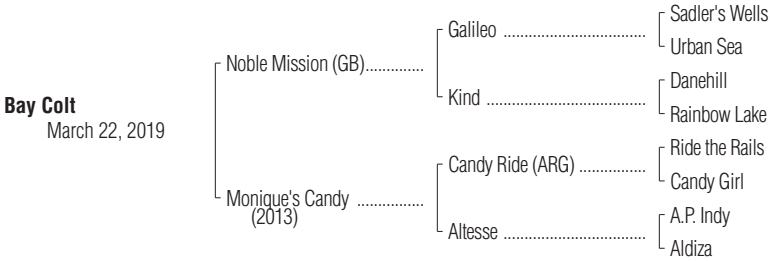 Sadler's Wells
Galileo ..................................
Urban Sea
Noble Mission (GB)..............
Danehill
Kind ......................................
Rainbow Lake
Bay Colt
March 22, 2019
Ride the Rails
Candy Ride (ARG) ................
Candy Girl
Monique's Candy ................
(2013)
A.P. Indy
Altesse ..................................
Aldiza